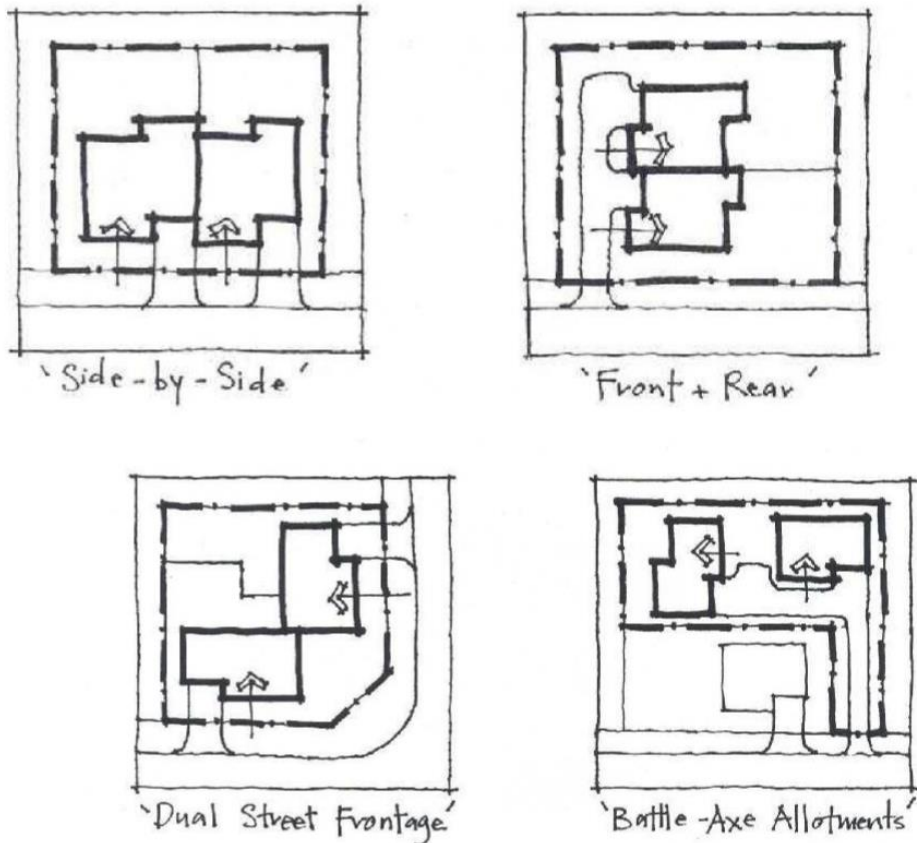 'Side-by-Side'
'Front + Rear'
'Dual Street Frontage'
'Battle-Axe Allotments'